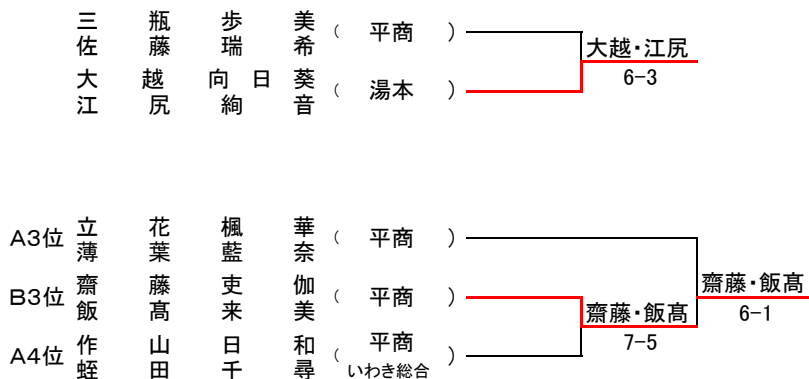 三瓶歩美
佐藤瑞希 （平商）
大越向日葵
江尻絢音 （湯本）
大越・江尻
6-3
A3位 立花楓華
薄葉藍奈 （平商）
B3位 齋藤吏伽
飯髙来美 （平商）
A4位 作山日和
蛭田千尋 （平商
いわき総合）
齋藤・飯髙
7-5
齋藤・飯髙
6-1